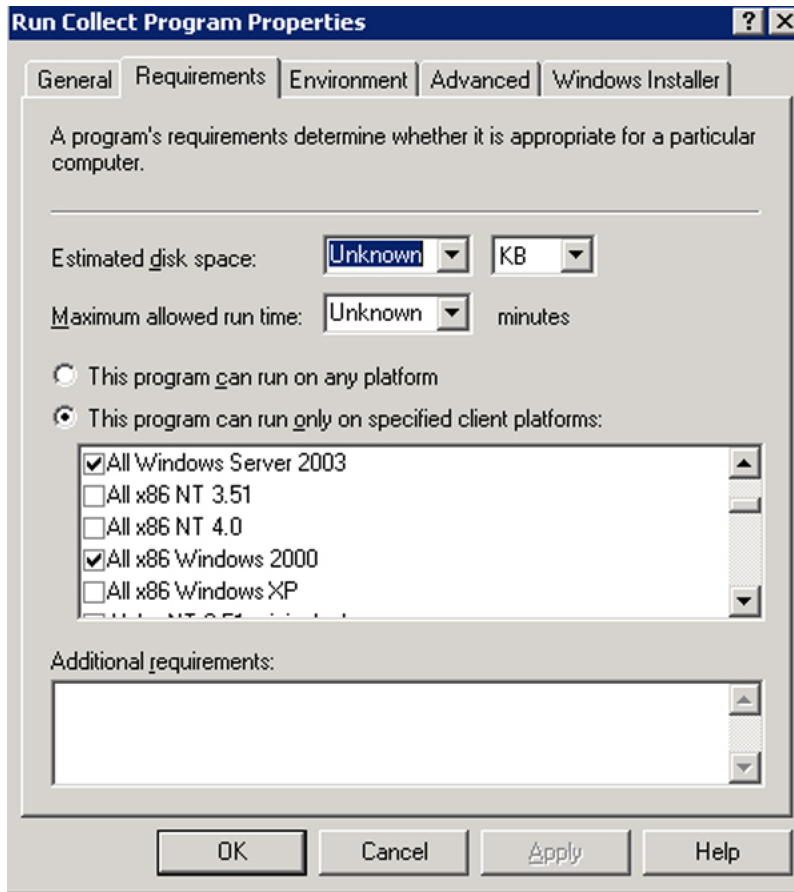 Run Collect Program Properties
General Requirements Environment Advanced Windows Installer
A program's requirements determine whether it is appropriate for a particular
computer.
Estimated disk space: Unknown KB
Maximum allowed run time: Unknown minutes
This program can run on any platform
This program can run only on specified client platforms:
All Windows Server 2003
All x86 NT 3.51
All x86 NT 4.0
All x86 Windows 2000
All x86 Windows XP
Additional requirements:
OK Cancel Apply Help